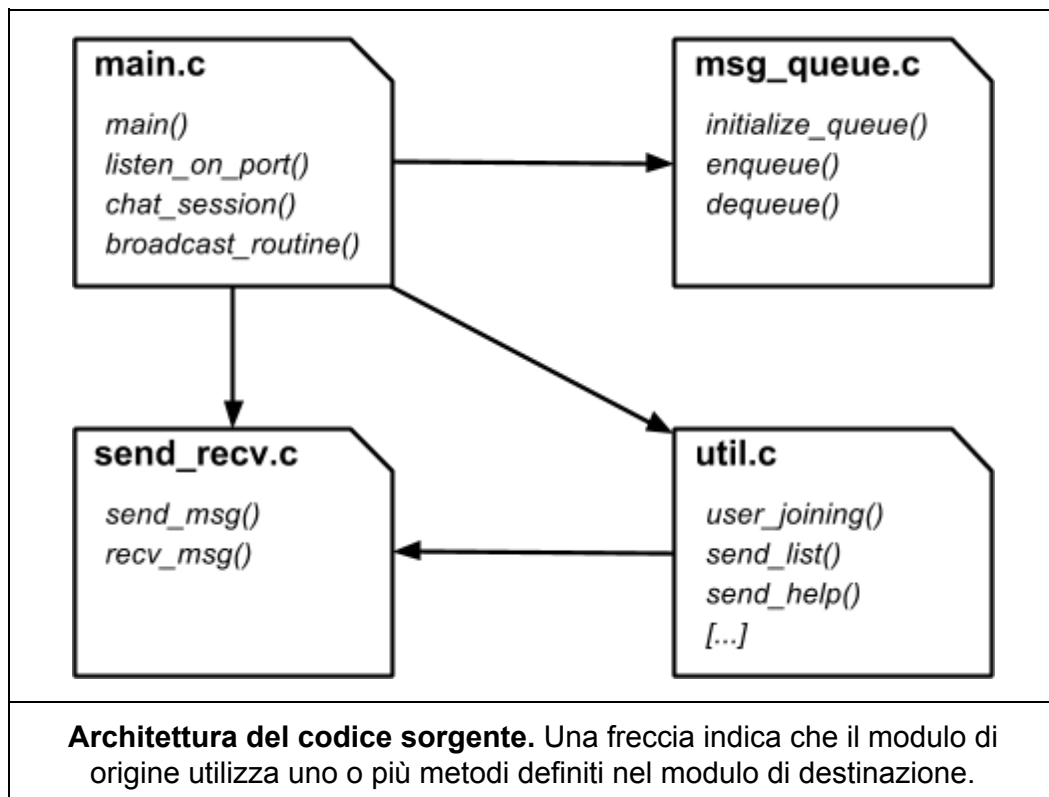 main.c
main()
listen_on_port()
chat_session()
broadcast_routine()
msg_queue.c
initialize_queue()
enqueue()
dequeue()
send_recv.c
send_msg()
recv_msg()
util.c
user_joining()
send_list()
send_help()
[...]
Architettura del codice sorgente. Una freccia indica che il modulo di
origine utilizza uno o più metodi definiti nel modulo di destinazione.